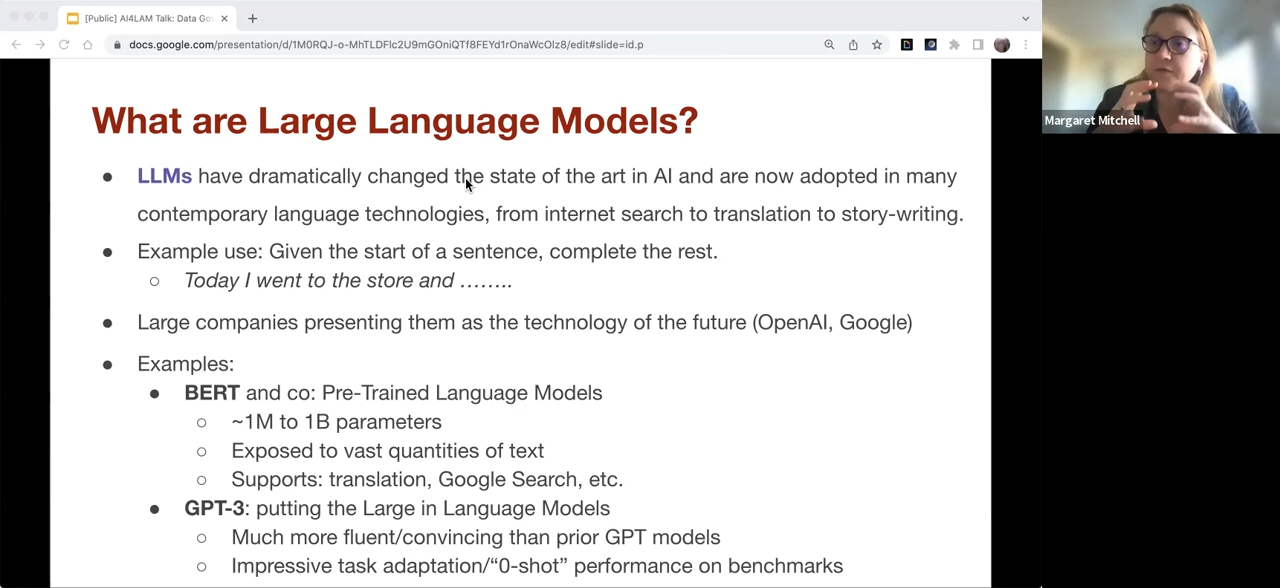 [Public] AI4LAM Talk: Data Gov
docs.google.com/presentation/d/1M0RQJ-o-MhTLDFlc2U9mGOniQTf8FEYd1rOnaWcOIz8/edit#slide=id.p
Margaret Mitchell
What are Large Language Models?
● LLMs have dramatically changed the state of the art in AI and are now adopted in many
contemporary language technologies, from internet search to translation to story-writing.
● Example use: Given the start of a sentence, complete the rest.
○ Today I went to the store and ……..
● Large companies presenting them as the technology of the future (OpenAI, Google)
● Examples:
● BERT and co: Pre-Trained Language Models
○ ~1M to 1B parameters
○ Exposed to vast quantities of text
○ Supports: translation, Google Search, etc.
● GPT-3: putting the Large in Language Models
○ Much more fluent/convincing than prior GPT models
○ Impressive task adaptation/“0-shot” performance on benchmarks